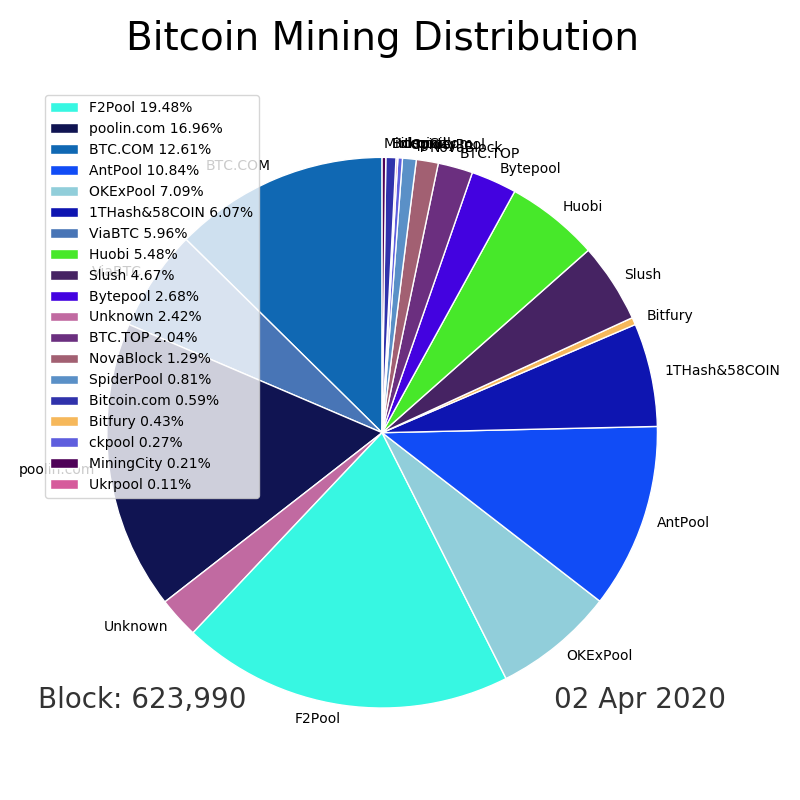 Bitcoin Mining Distribution
F2Pool 19.48%
poolin.com 16.96%
BTC.COM 12.61%
AntPool 10.84%
OKExPool 7.09%
1THash&58COIN 6.07%
ViaBTC 5.96%
Huobi 5.48%
Slush 4.67%
Bytepool 2.68%
Unknown 2.42%
BTC.TOP 2.04%
NovaBlock 1.29%
SpiderPool 0.81%
Bitcoin.com 0.59%
Bitfury 0.43%
ckpool 0.27%
MiningCity 0.21%
Ukrpool 0.11%
BTC.COM
NovaBlock
BTC.TOP
Bytepool
Huobi
Slush
Bitfury
1THash&58COIN
AntPool
OKExPool
F2Pool
Unknown
poolin.com
ViaBTC
Block: 623,990
02 Apr 2020